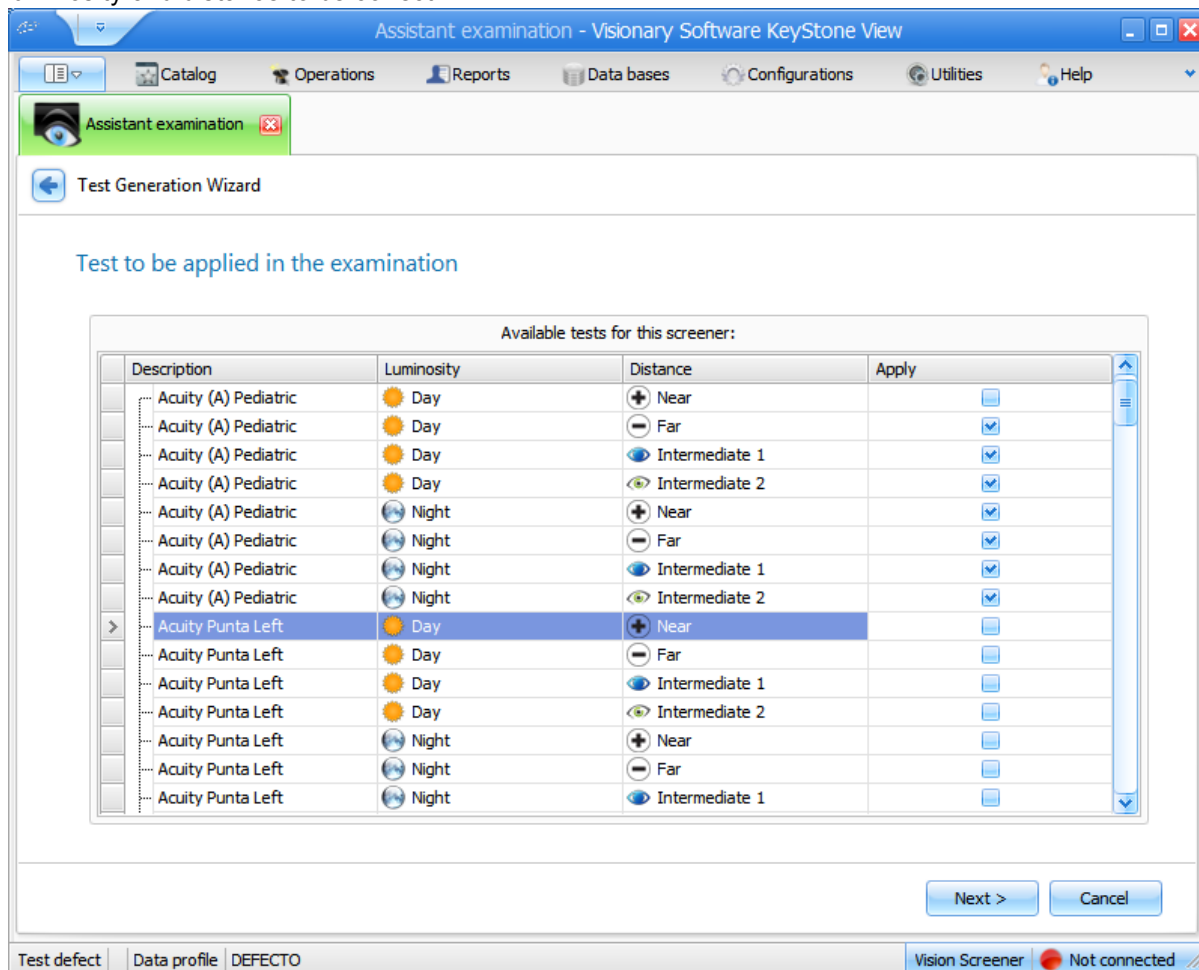 Assistant examination - Visionary Software KeyStone View
Catalog Operations Reports Data bases Configurations Utilities Help
Assistant examination
Test Generation Wizard
Test to be applied in the examination
Available tests for this screener:
Description Luminosity Distance Apply
Acuity (A) Pediatric Day Near
Acuity (A) Pediatric Day Far
Acuity (A) Pediatric Day Intermediate 1
Acuity (A) Pediatric Day Intermediate 2
Acuity (A) Pediatric Night Near
Acuity (A) Pediatric Night Far
Acuity (A) Pediatric Night Intermediate 1
Acuity (A) Pediatric Night Intermediate 2
Acuity Punta Left Day Near
Acuity Punta Left Day Far
Acuity Punta Left Day Intermediate 1
Acuity Punta Left Day Intermediate 2
Acuity Punta Left Night Near
Acuity Punta Left Night Far
Acuity Punta Left Night Intermediate 1
Next > Cancel
Test defect Data profile DEFECTO Vision Screener Not connected